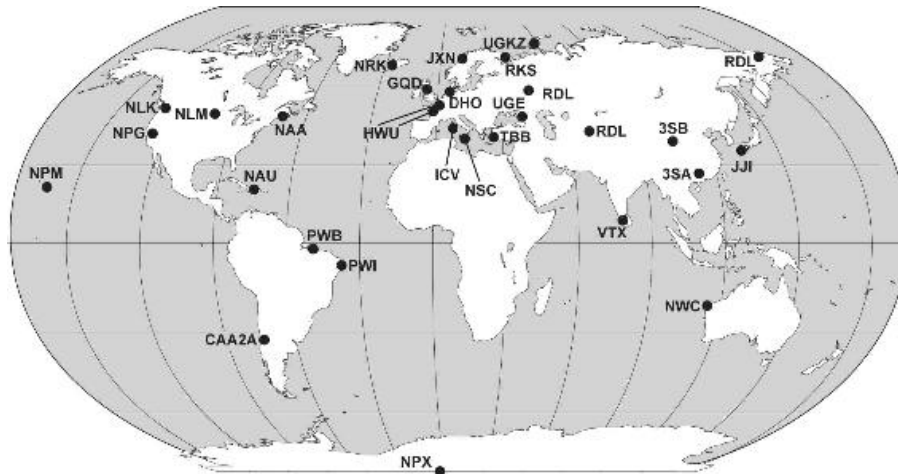 UGKZ
JXN
NRK
RKS
RDL
GQD
DHO
UGE
RDL
NLK
NLM
NAA
HWU
TBB
RDL
3SB
NPG
JJI
NPM
NAU
ICV
NSC
3SA
VTX
PWB
PWI
NWC
CAA2A
NPX